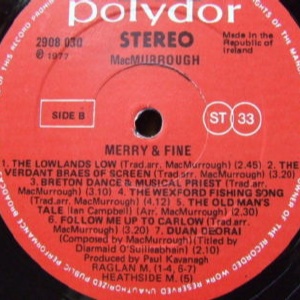 polydor
2908 030
STEREO
Made in the
Republic of
Ireland
℗ 1977
MacMURROUGH
SIDE B
ST 33
MERRY & FINE
1. THE LOWLANDS LOW (Trad.arr. MacMurrough) (2.45) 2. THE
VERDANT BRAES OF SCREEN (Trad.arr. MacMurrough)
3. BRETON DANCE & MUSICAL PRIEST (Trad.arr.
MacMurrough) (3.10) 4. THE WEXFORD FISHING SONG
(Trad.arr. MacMurrough) (3.10) 5. THE OLD MAN'S
TALE (Ian Campbell) (Arr. MacMurrough) (2.30)
6. FOLLOW ME UP TO CARLOW (Trad.arr.
MacMurrough) (3.20) 7. DUAN DEORAI
(Composed by MacMurrough) (Titled by
Diarmaid O'Suilleabhain) (2.10)
Produced by Paul Kavanagh
RAGLAN M. (1-4, 6-7)
HEATHSIDE M. (5)